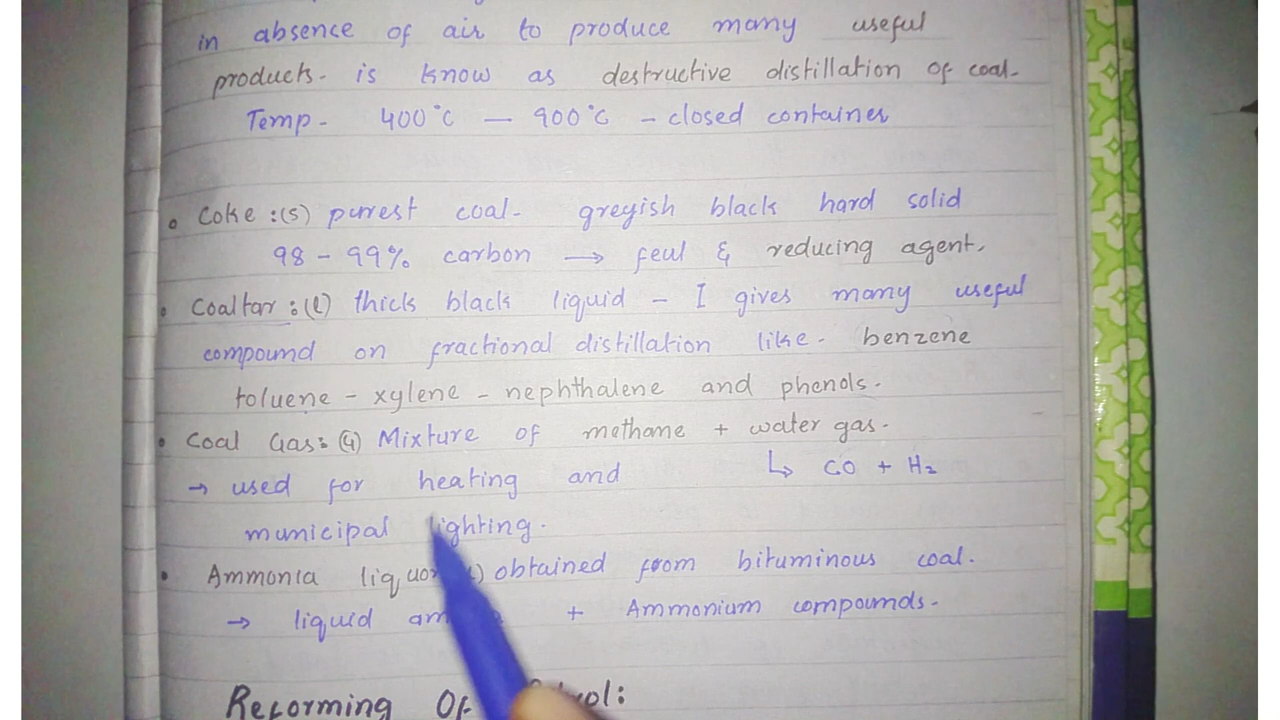 in absence of air to produce many useful
products. is know as destructive distillation of coal.
Temp. 400°C — 900°C - closed container
• Coke :(s) purest coal. greyish black hard solid
98 - 99% carbon → feul & reducing agent.
• Coaltar :(l) thick black liquid - I gives many useful
compound on fractional distillation like. benzene
toluene - xylene - nephthalene and phenols.
• Coal Gas: (G) Mixture of methane + water gas.
↳ CO + H₂
→ used for heating and
municipal lighting.
• Ammonia liquor obtained from bituminous coal.
→ liquid + Ammonium compounds.
Reforming Of